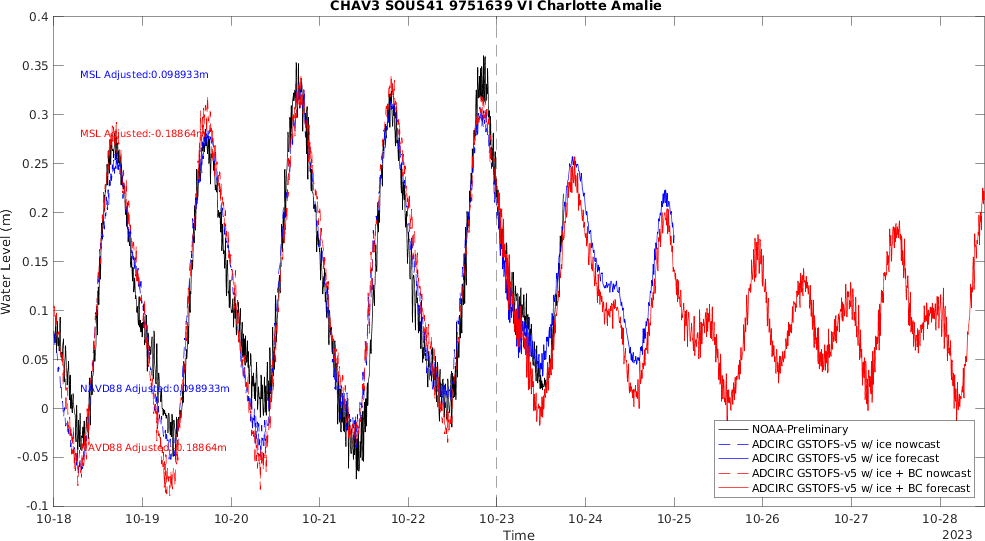 CHAV3 SOUS41 9751639 VI Charlotte Amalie
0.4
0.35
0.3
0.25
0.2
0.15
0.1
0.05
0
-0.05
-0.1
Water Level (m)
MSL Adjusted:0.098933m
MSL Adjusted:-0.18864m
NAVD88 Adjusted:0.098933m
NAVD88 Adjusted:-0.18864m
NOAA-Preliminary
ADCIRC GSTOFS-v5 w/ ice nowcast
ADCIRC GSTOFS-v5 w/ ice forecast
ADCIRC GSTOFS-v5 w/ ice + BC nowcast
ADCIRC GSTOFS-v5 w/ ice + BC forecast
10-18 10-19 10-20 10-21 10-22 10-23 10-24 10-25 10-26 10-27 10-28
2023
Time